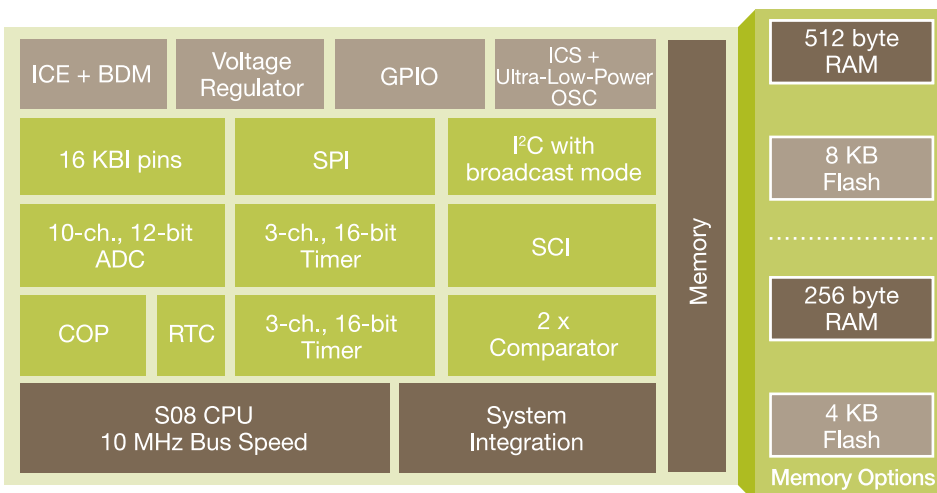 ICE + BDM
Voltage
Regulator
GPIO
ICS +
Ultra-Low-Power
OSC
16 KBI pins
SPI
I²C with
broadcast mode
10-ch., 12-bit
ADC
3-ch., 16-bit
Timer
SCI
COP
RTC
3-ch., 16-bit
Timer
2 x
Comparator
S08 CPU
10 MHz Bus Speed
System
Integration
Memory
512 byte
RAM
8 KB
Flash
256 byte
RAM
4 KB
Flash
Memory Options